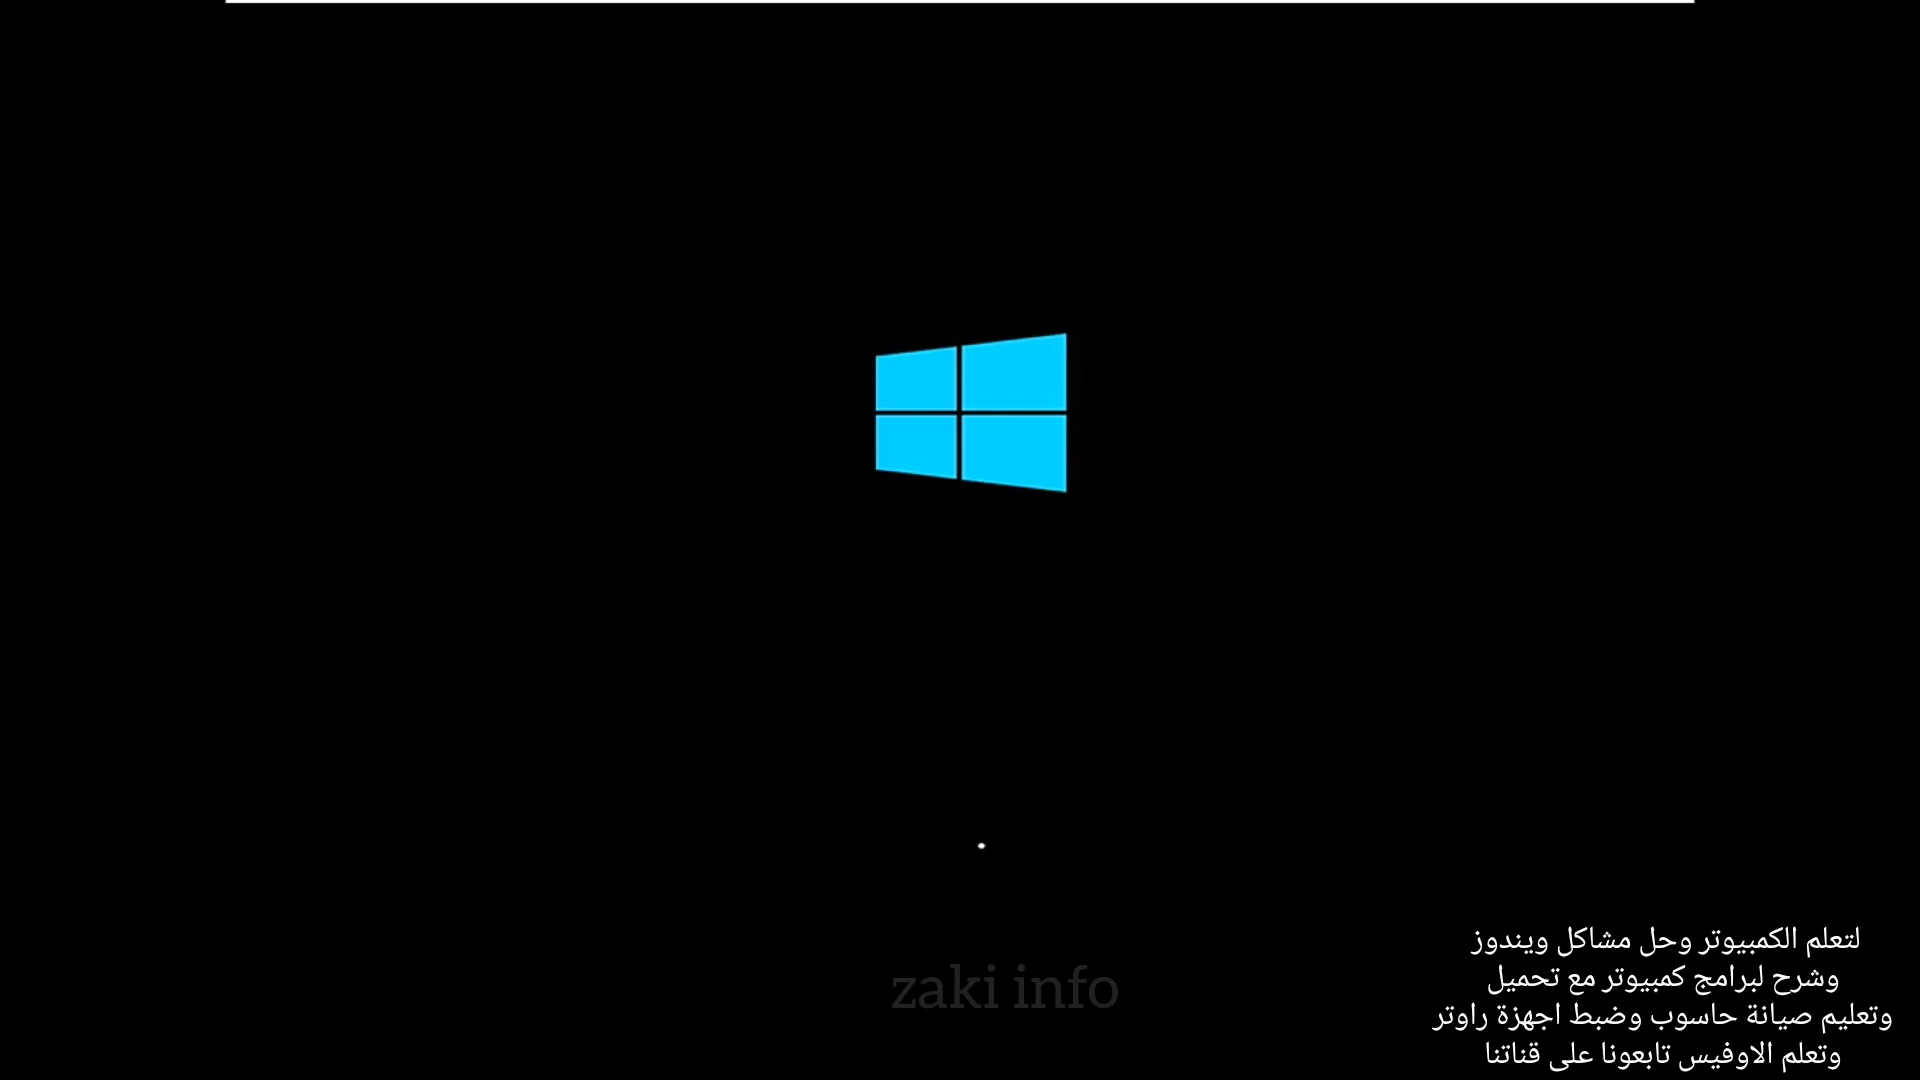 zaki info
لتعلم الكمبيوتر وحل مشاكل ويندوز
وشرح لبرامج كمبيوتر مع تحميل
وتعليم صيانة حاسوب وضبط اجهزة راوتر
وتعلم الاوفيس تابعونا على قناتنا